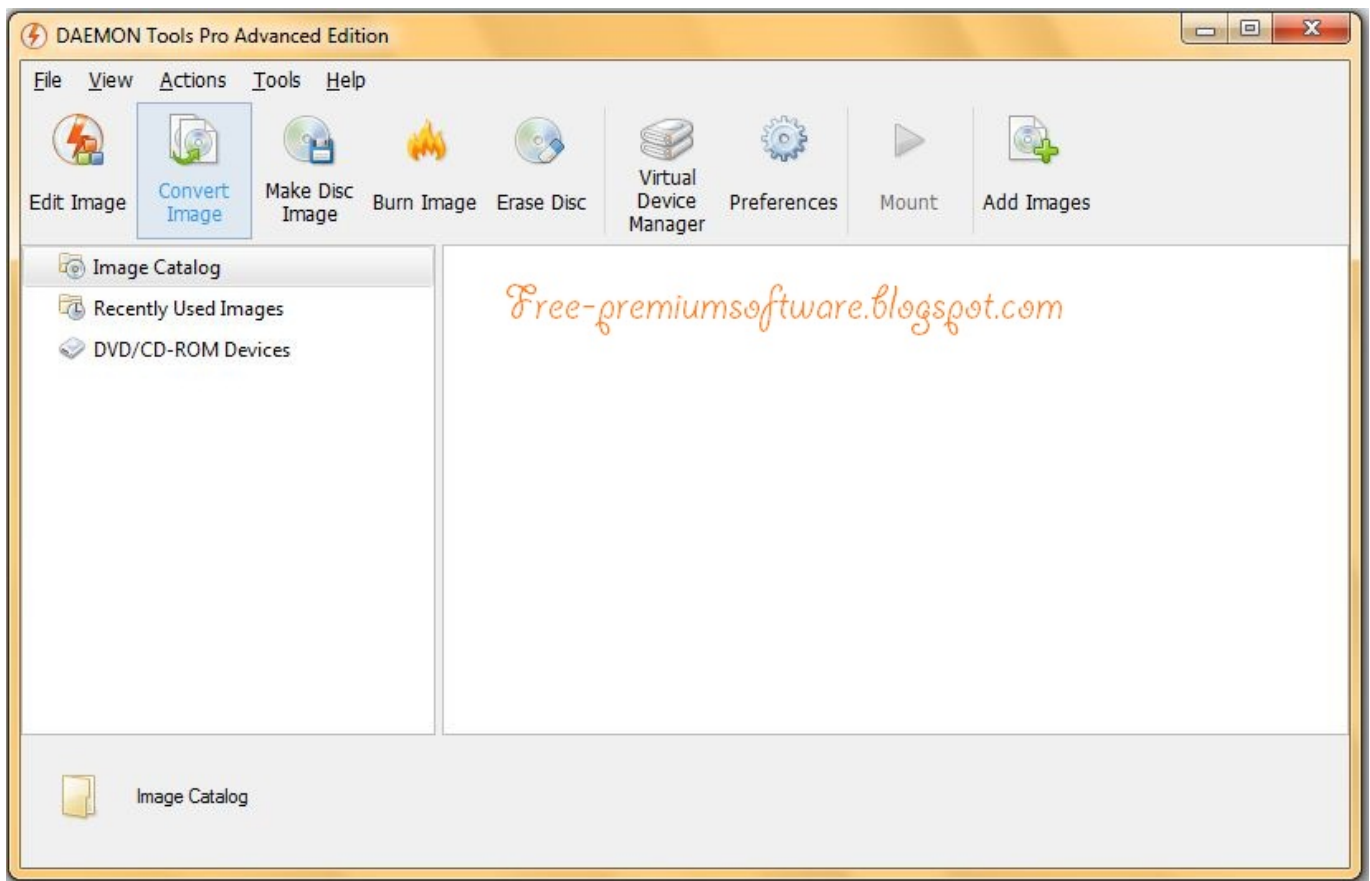 DAEMON Tools Pro Advanced Edition
File View Actions Tools Help
Edit Image
Convert
Image
Make Disc
Image
Burn Image
Erase Disc
Virtual
Device
Manager
Preferences
Mount
Add Images
Image Catalog
Recently Used Images
DVD/CD-ROM Devices
Free-premiumsoftware.blogspot.com
Image Catalog